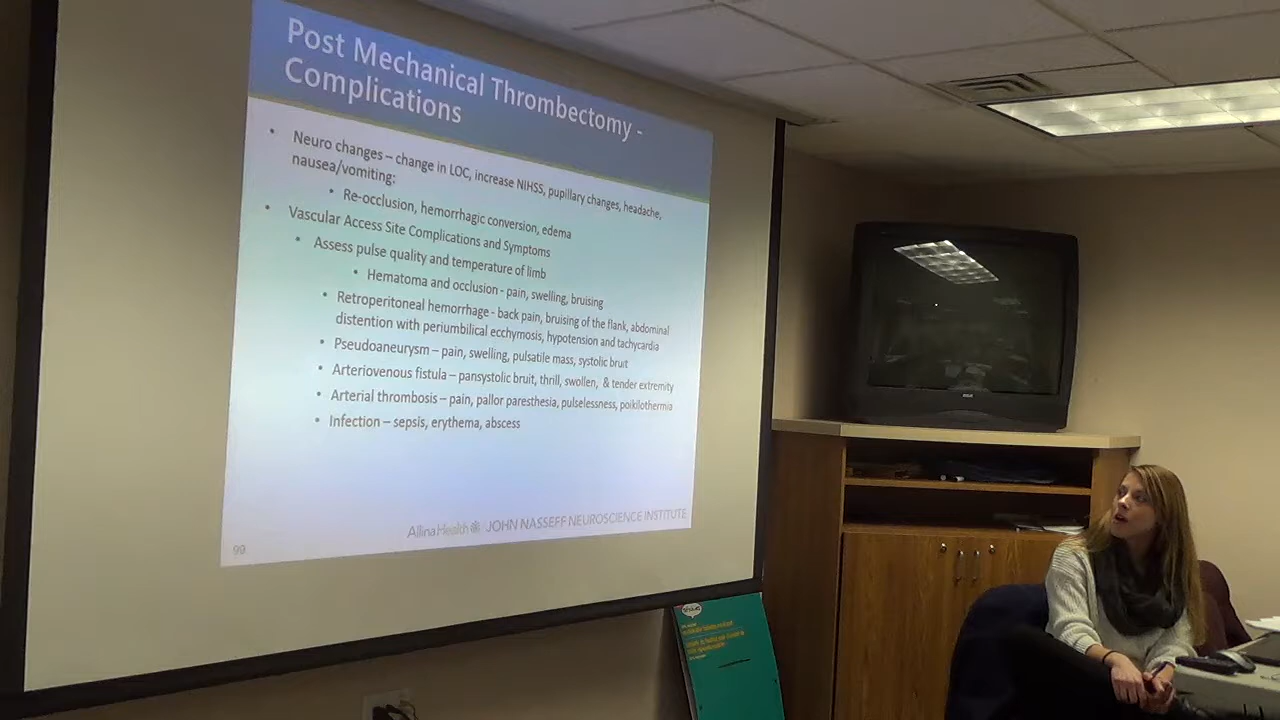 Post Mechanical Thrombectomy -
Complications
• Neuro changes – change in LOC, increase NIHSS, pupillary changes, headache,
nausea/vomiting:
• Re-occlusion, hemorrhagic conversion, edema
• Vascular Access Site Complications and Symptoms
• Assess pulse quality and temperature of limb
• Hematoma and occlusion - pain, swelling, bruising
• Retroperitoneal hemorrhage - back pain, bruising of the flank, abdominal
distention with periumbilical ecchymosis, hypotension and tachycardia
• Pseudoaneurysm – pain, swelling, pulsatile mass, systolic bruit
• Arteriovenous fistula – pansystolic bruit, thrill, swollen, & tender extremity
• Arterial thrombosis – pain, pallor paresthesia, pulselessness, poikilothermia
• Infection – sepsis, erythema, abscess
AllinaHealth JOHN NASSEFF NEUROSCIENCE INSTITUTE
99